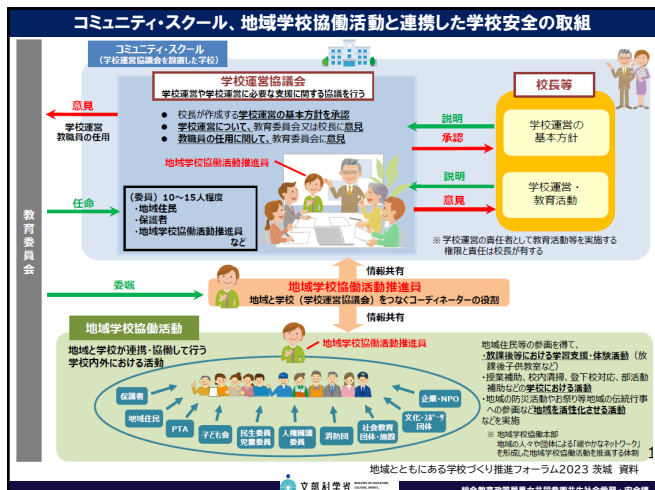 コミュニティ・スクール、地域学校協働活動と連携した学校安全の取組
コミュニティ・スクール
（学校運営協議会を設置した学校）
学校運営協議会
学校運営や学校運営に必要な支援に関する協議を行う
● 校長が作成する学校運営の基本方針を承認
● 学校運営について、教育委員会又は校長に意見
● 教職員の任用に関して、教育委員会に意見
地域学校協働活動推進員
（委員）10～15人程度
・地域住民
・保護者
・地域学校協働活動推進員
など
意見
学校運営
教職員の任用
任命
委嘱
教育委員会
校長等
説明
承認
学校運営の
基本方針
説明
意見
学校運営・
教育活動
※ 学校運営の責任者として教育活動等を実施する
権限と責任は校長が有する
情報共有
地域学校協働活動推進員
地域と学校（学校運営協議会）をつなぐコーディネーターの役割
情報共有
地域学校協働活動
地域と学校が連携・協働して行う
学校内外における活動
地域学校協働活動推進員
保護者
地域住民
PTA
子ども会
民生委員
児童委員
人権擁護
委員
消防団
社会教育
団体・施設
文化・スポーツ
団体
企業・NPO
地域住民等の参画を得て、
・放課後等における学習支援・体験活動（放
課後子供教室など）
・授業補助、校内清掃、登下校対応、部活動
補助などの学校における活動
・地域の防災活動やお祭り等地域の伝統行事
への参画など地域を活性化させる活動
などを実施
※ 地域学校協働本部
地域の人々や団体による「緩やかなネットワーク」
を形成した地域学校協働活動を推進する体制
1
地域とともにある学校づくり推進フォーラム2023 茨城 資料
文部科学省